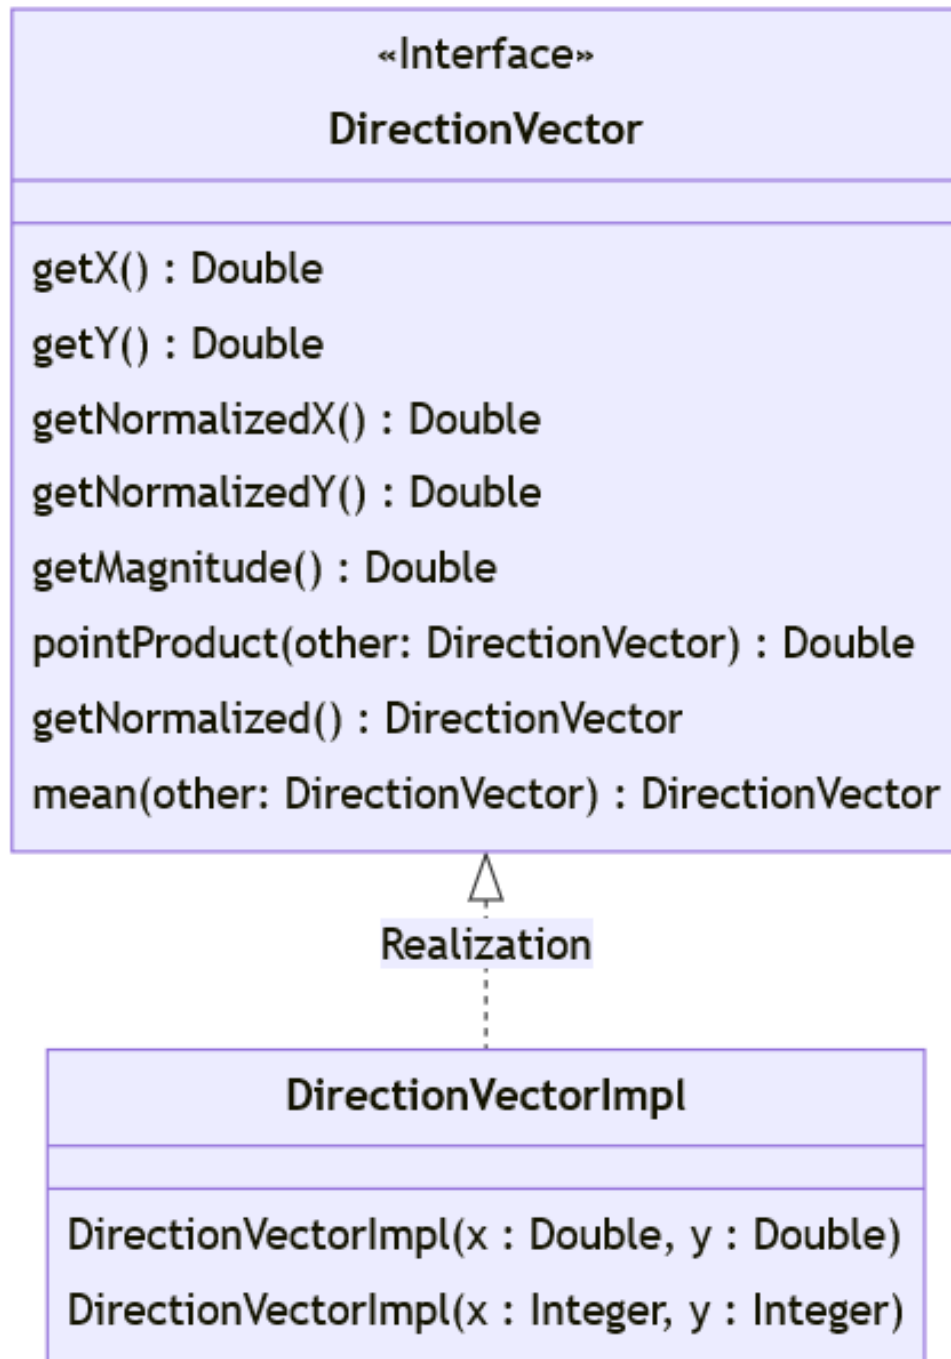 «Interface»
DirectionVector
getX() : Double
getY() : Double
getNormalizedX() : Double
getNormalizedY() : Double
getMagnitude() : Double
pointProduct(other: DirectionVector) : Double
getNormalized() : DirectionVector
mean(other: DirectionVector) : DirectionVector
Realization
DirectionVectorImpl
DirectionVectorImpl(x : Double, y : Double)
DirectionVectorImpl(x : Integer, y : Integer)